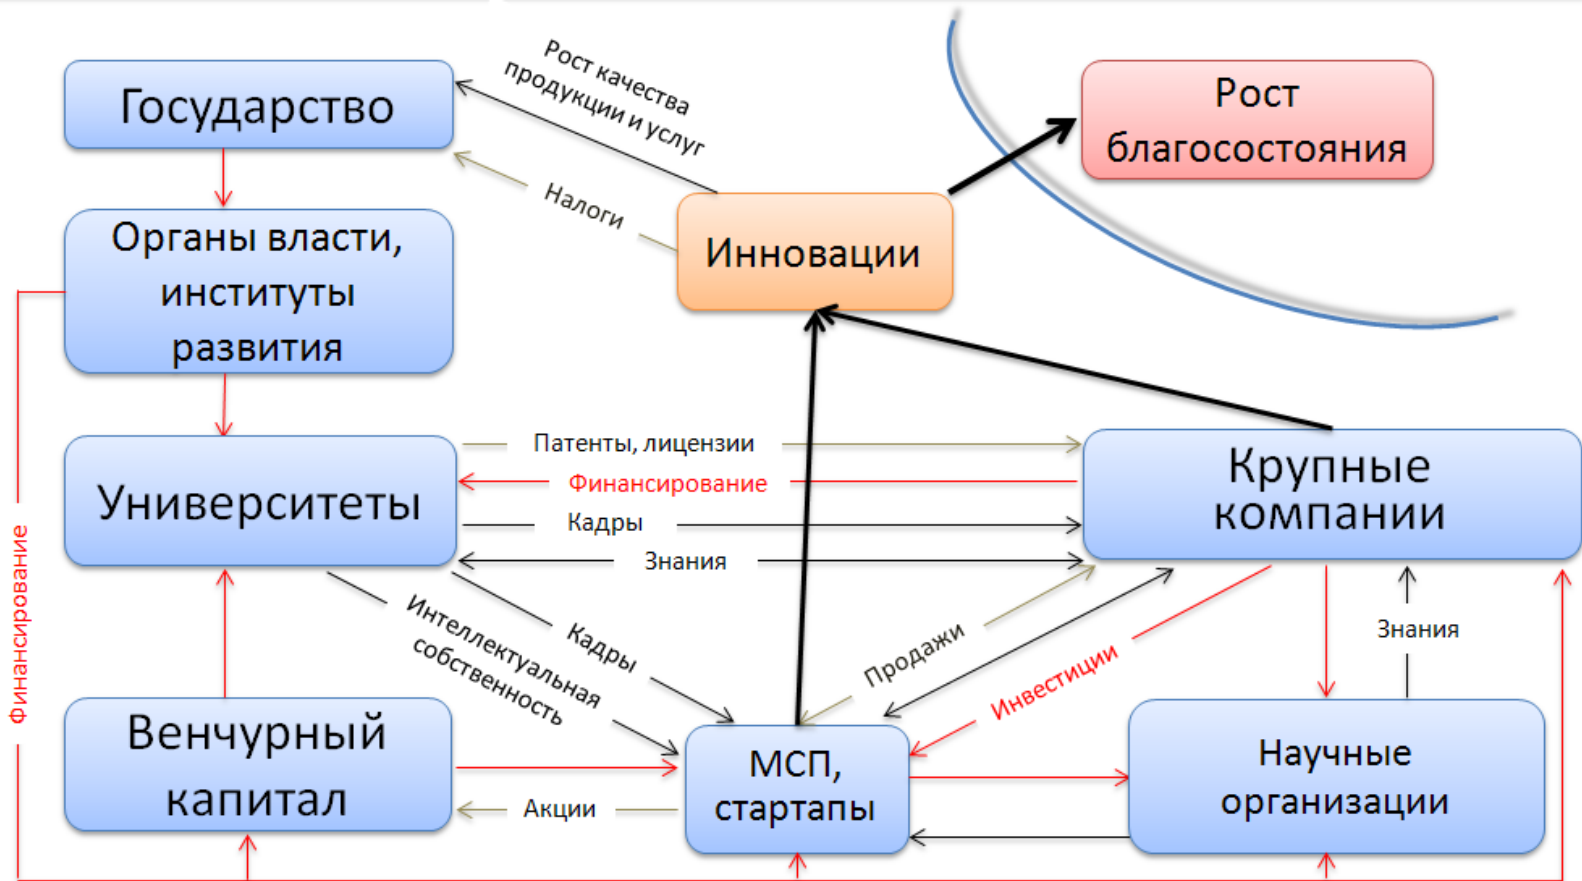 Рост качества
продукции и услуг
Государство
Рост
благосостояния
Налоги
Инновации
Органы власти,
институты
развития
Патенты, лицензии
Финансирование
Кадры
Знания
Университеты
Крупные
компании
Финансирование
Интеллектуальная
собственность
Кадры
Продажи
Инвестиции
Знания
Венчурный
капитал
Акции
МСП,
стартапы
Научные
организации